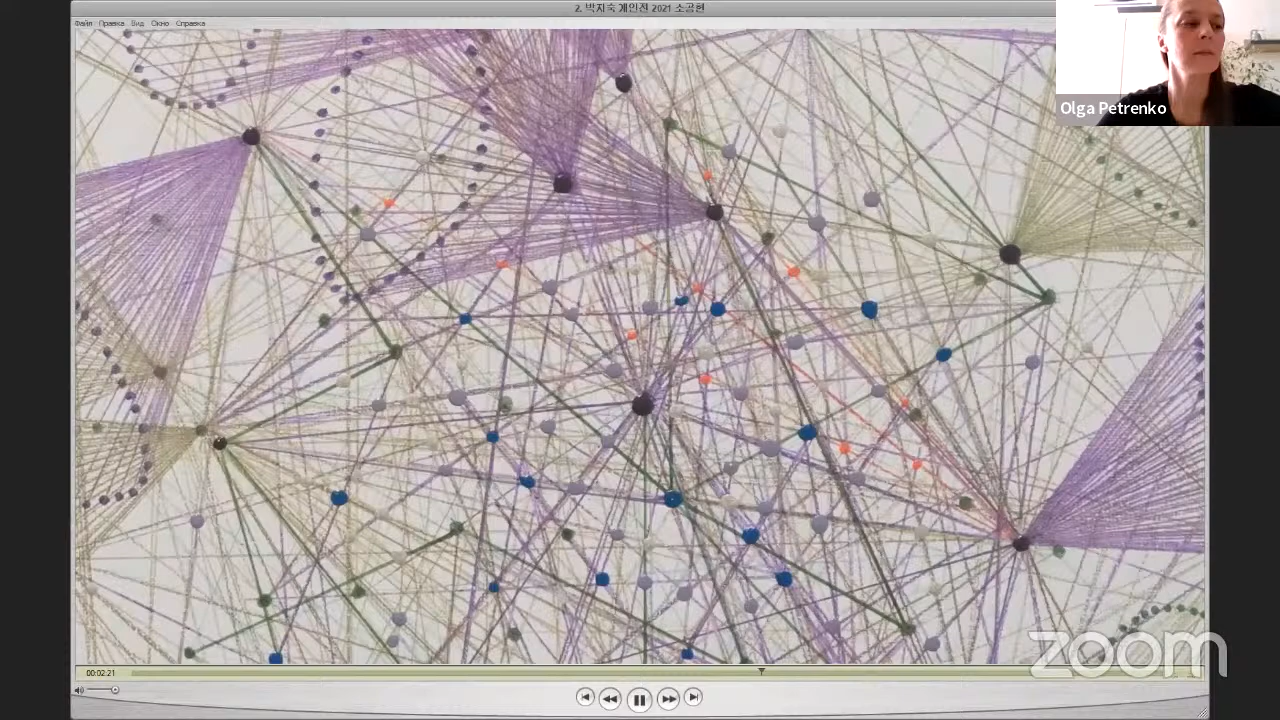 2. 박지숙 개인전 2021 소공헌
Файл Правка Вид Окно Справка
Olga Petrenko
00:02:21
zoom